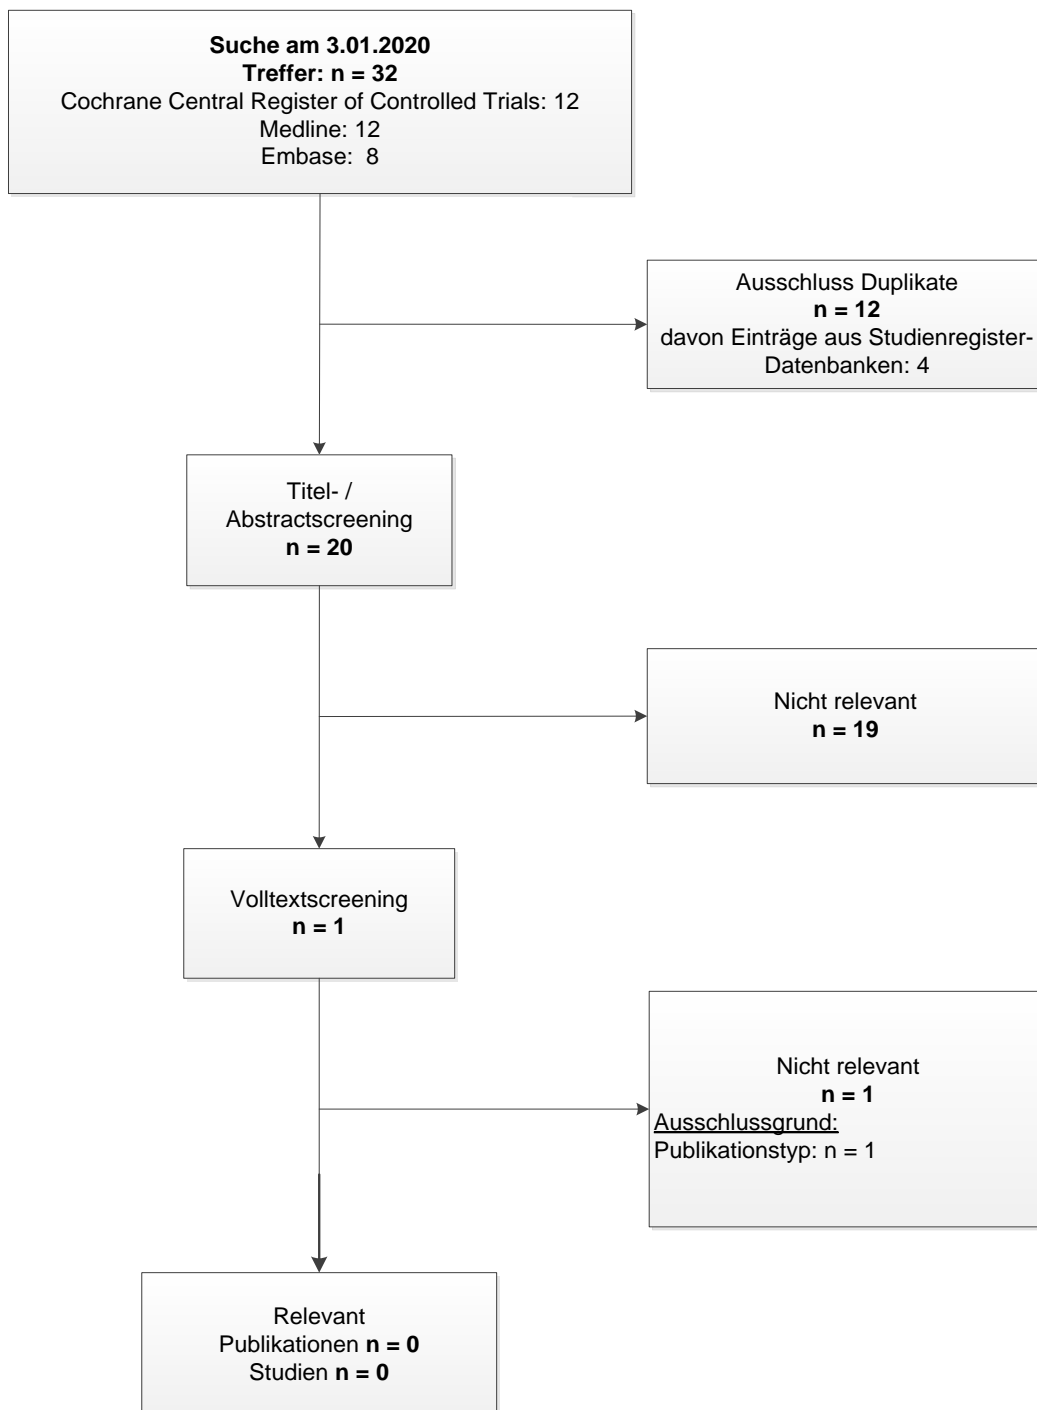 Suche am 3.01.2020
Treffer: n = 32
Cochrane Central Register of Controlled Trials: 12
Medline: 12
Embase:  8
Ausschluss Duplikate
n = 12
davon Einträge aus Studienregister-
Datenbanken: 4
Titel- /
Abstractscreening
n = 20
Nicht relevant
n = 19
Volltextscreening
n = 1
Nicht relevant
n = 1
Ausschlussgrund:
Publikationstyp: n = 1
Relevant
Publikationen n = 0
Studien n = 0